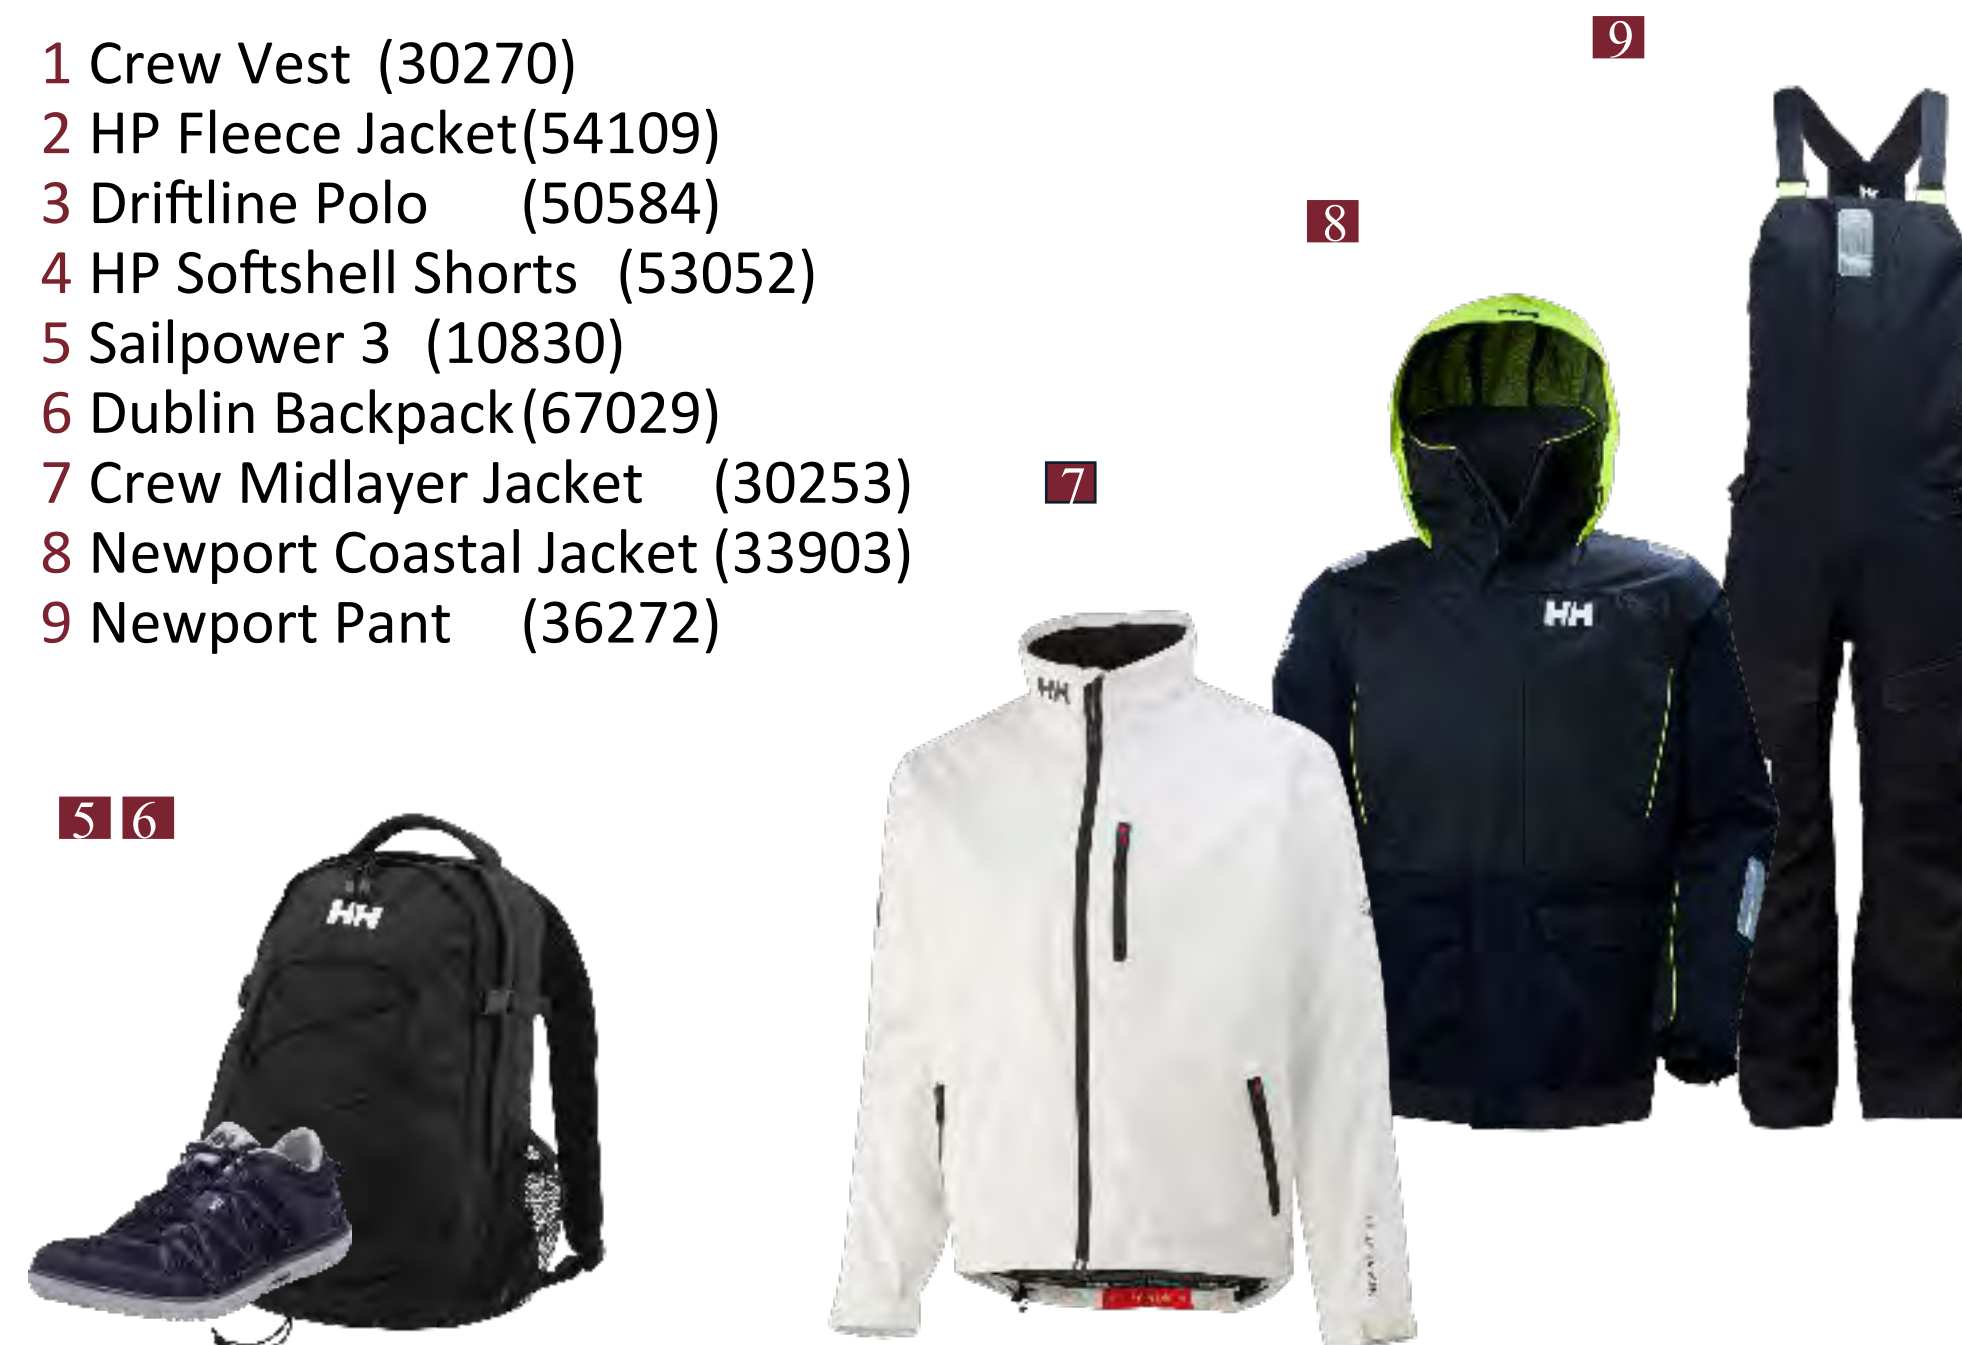 1 Crew Vest (30270)
2 HP Fleece Jacket (54109)
3 Driftline Polo (50584)
4 HP Softshell Shorts (53052)
5 Sailpower 3 (10830)
6 Dublin Backpack (67029)
7 Crew Midlayer Jacket (30253)
8 Newport Coastal Jacket (33903)
9 Newport Pant (36272)
9
8
7
5 6
HH
HH
HH
HH
HH